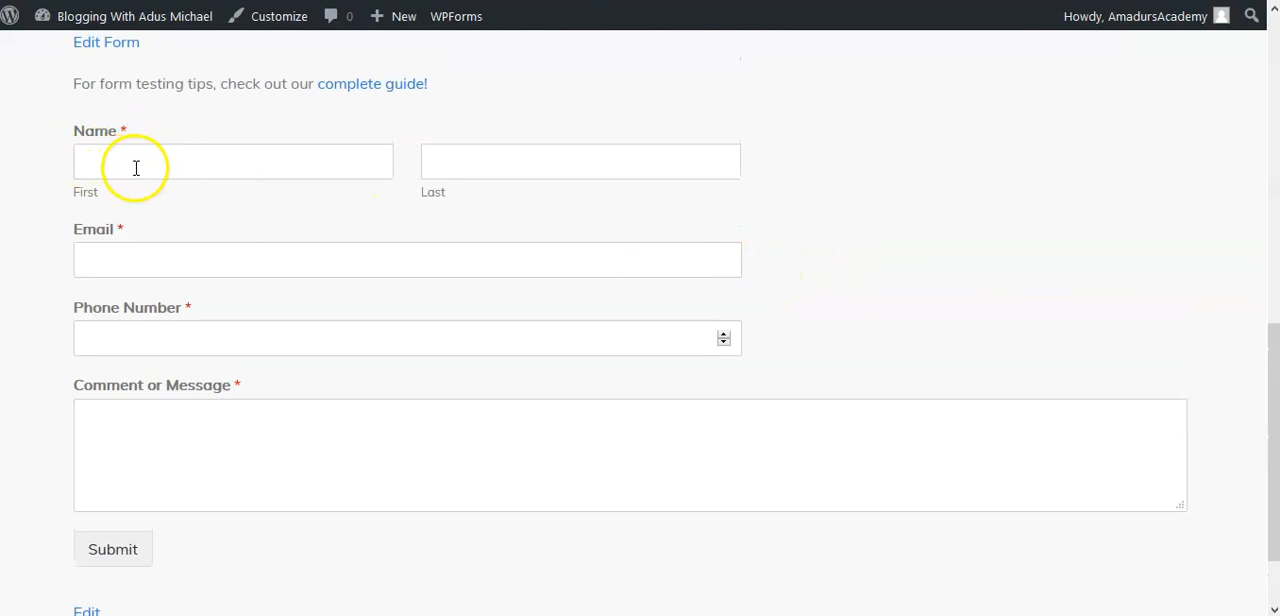 Blogging With Adus Michael Customize 0 New WPForms Howdy, AmadursAcademy
Edit Form
For form testing tips, check out our complete guide!
Name *
First Last
Email *
Phone Number *
Comment or Message *
Submit
Edit